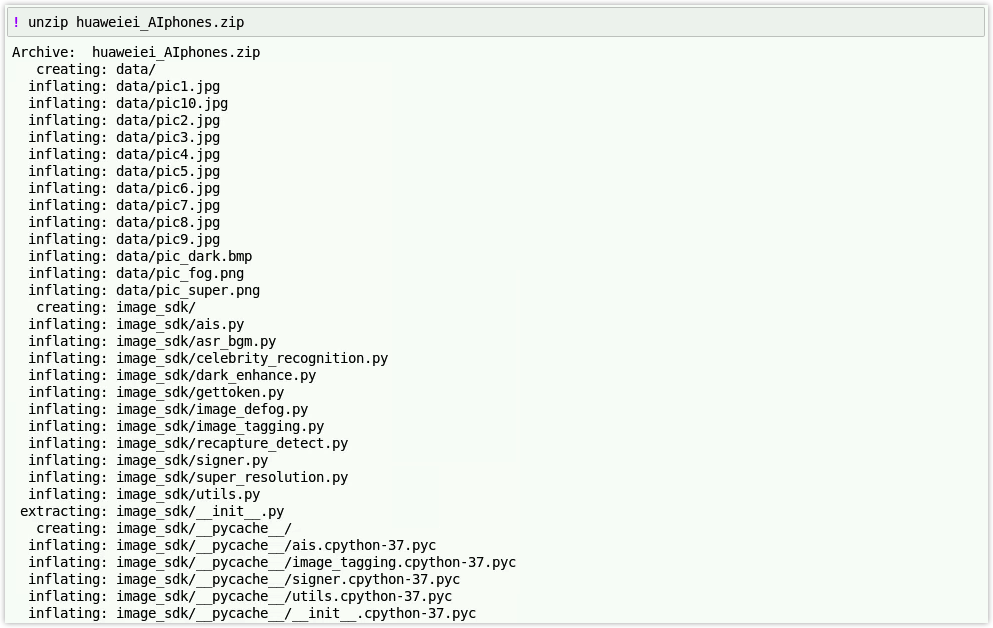 ! unzip huaweiei_AIphones.zip
Archive:  huaweiei_AIphones.zip
   creating: data/
  inflating: data/pic1.jpg
  inflating: data/pic10.jpg
  inflating: data/pic2.jpg
  inflating: data/pic3.jpg
  inflating: data/pic4.jpg
  inflating: data/pic5.jpg
  inflating: data/pic6.jpg
  inflating: data/pic7.jpg
  inflating: data/pic8.jpg
  inflating: data/pic9.jpg
  inflating: data/pic_dark.bmp
  inflating: data/pic_fog.png
  inflating: data/pic_super.png
   creating: image_sdk/
  inflating: image_sdk/ais.py
  inflating: image_sdk/asr_bgm.py
  inflating: image_sdk/celebrity_recognition.py
  inflating: image_sdk/dark_enhance.py
  inflating: image_sdk/gettoken.py
  inflating: image_sdk/image_defog.py
  inflating: image_sdk/image_tagging.py
  inflating: image_sdk/recapture_detect.py
  inflating: image_sdk/signer.py
  inflating: image_sdk/super_resolution.py
  inflating: image_sdk/utils.py
 extracting: image_sdk/__init__.py
   creating: image_sdk/__pycache__/
  inflating: image_sdk/__pycache__/ais.cpython-37.pyc
  inflating: image_sdk/__pycache__/image_tagging.cpython-37.pyc
  inflating: image_sdk/__pycache__/signer.cpython-37.pyc
  inflating: image_sdk/__pycache__/utils.cpython-37.pyc
  inflating: image_sdk/__pycache__/__init__.cpython-37.pyc